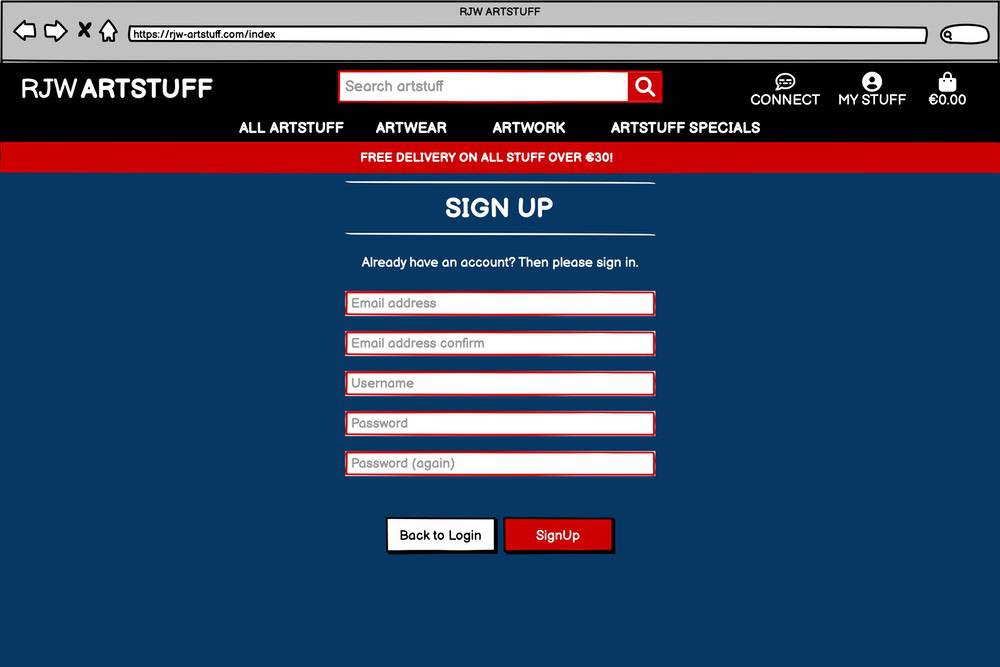 RJW ARTSTUFF
https://rjw-artstuff.com/index
RJW ARTSTUFF
Search artstuff
CONNECT
MY STUFF
€0.00
ALL ARTSTUFF
ARTWEAR
ARTWORK
ARTSTUFF SPECIALS
FREE DELIVERY ON ALL STUFF OVER €30!
SIGN UP
Already have an account? Then please sign in.
Email address
Email address confirm
Username
Password
Password (again)
Back to Login
SignUp